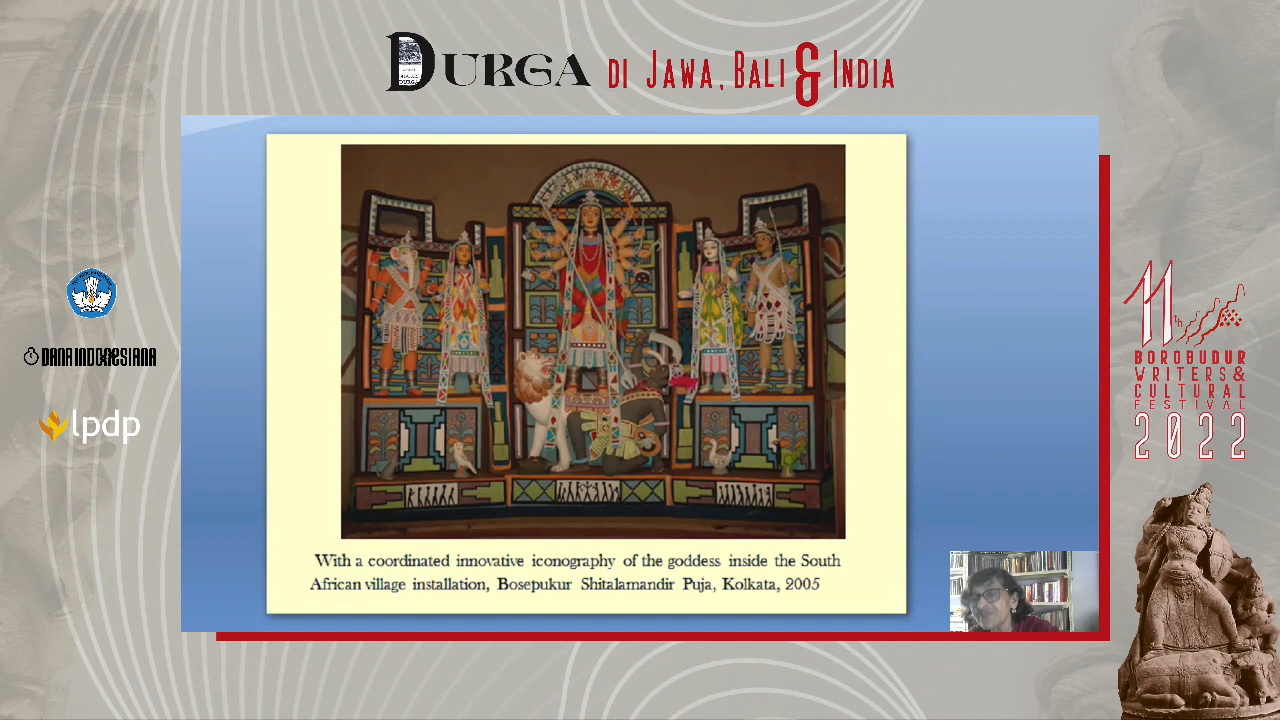 DURGA DI JAWA, BALI & INDIA
DANA INDONESIANA
lpdp
11th
BOROBUDUR
WRITERS &
CULTURAL
FESTIVAL
2022
With a coordinated innovative iconography of the goddess inside the South
African village installation, Bosepukur Shitalamandir Puja, Kolkata, 2005